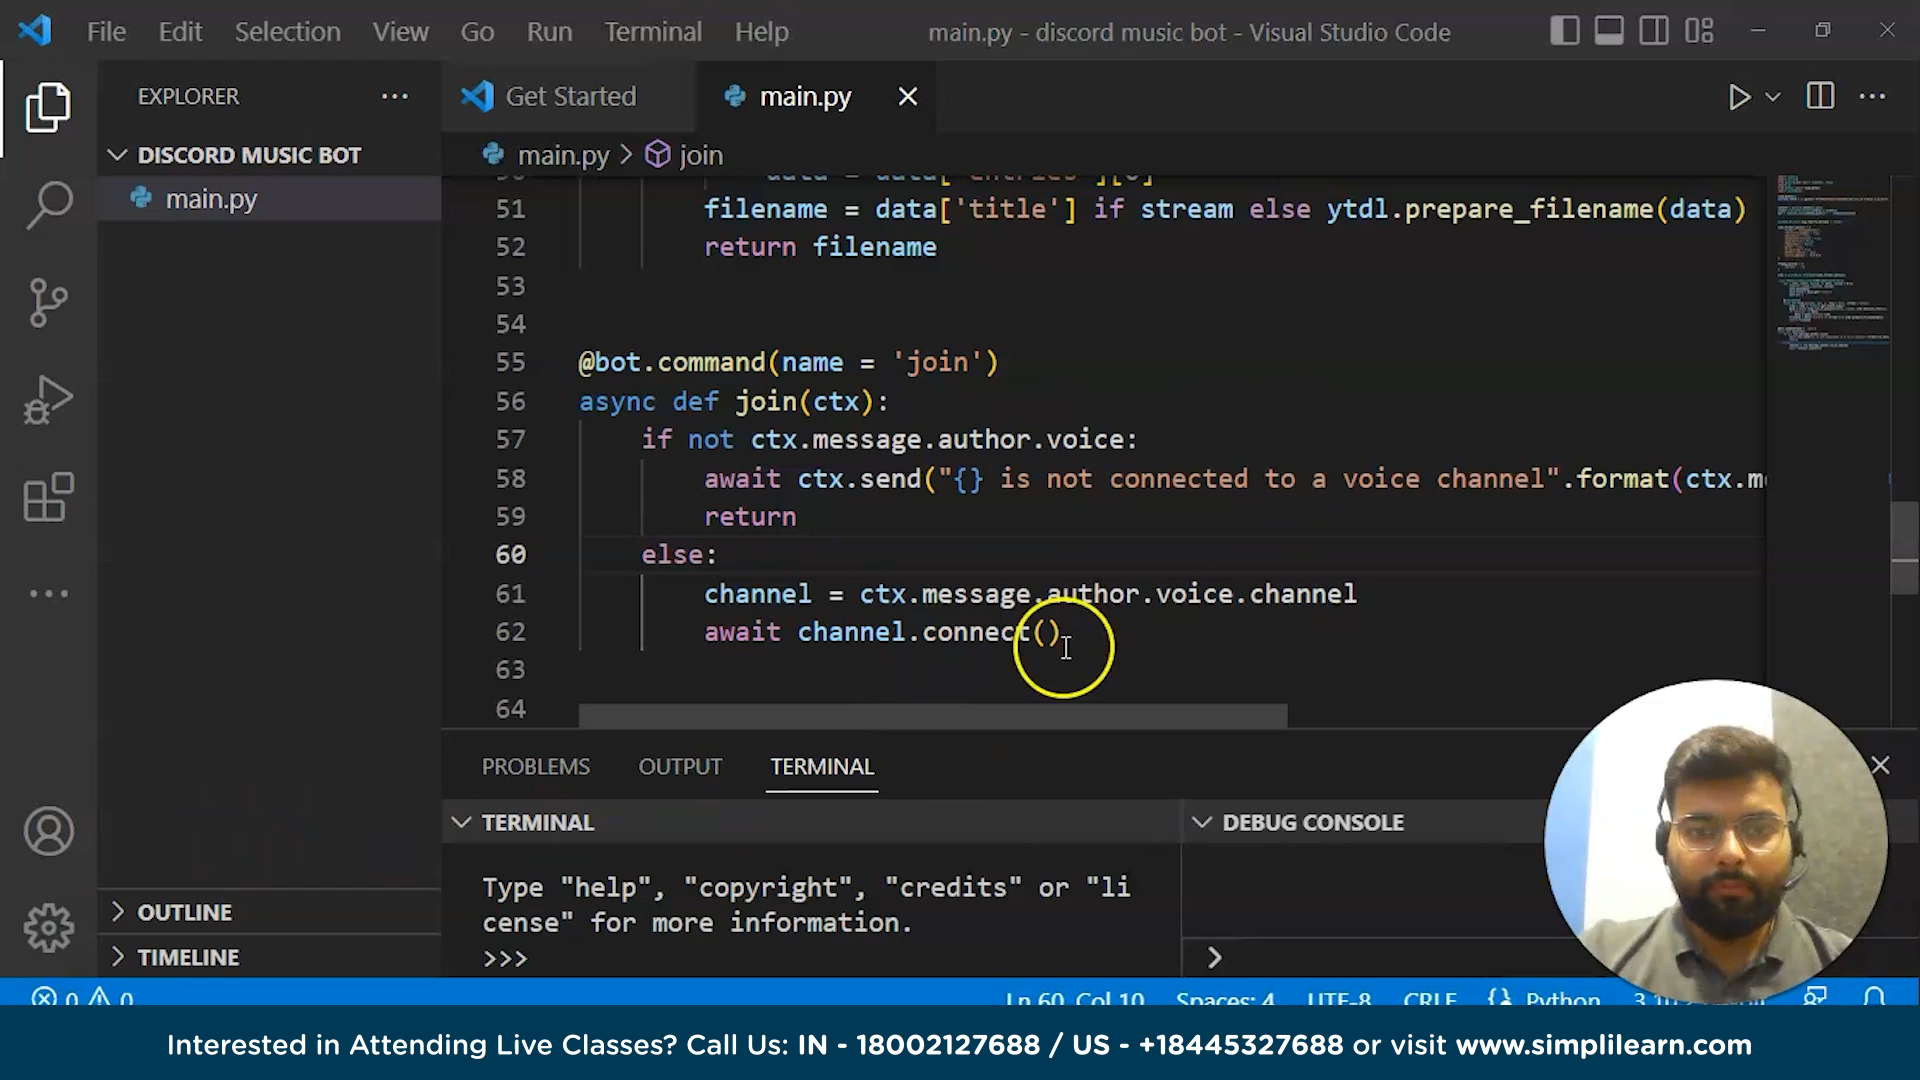 File Edit Selection View Go Run Terminal Help
main.py - discord music bot - Visual Studio Code
EXPLORER
DISCORD MUSIC BOT
main.py
OUTLINE
TIMELINE
Get Started
main.py
main.py > join
51 filename = data['title'] if stream else ytdl.prepare_filename(data)
52 return filename
53
54
55 @bot.command(name = 'join')
56 async def join(ctx):
57 if not ctx.message.author.voice:
58 await ctx.send("{} is not connected to a voice channel".format(ctx.m
59 return
60 else:
61 channel = ctx.message.author.voice.channel
62 await channel.connect()
63
64
PROBLEMS OUTPUT TERMINAL
TERMINAL
Type "help", "copyright", "credits" or "li
cense" for more information.
>>>
DEBUG CONSOLE
>
0 0 Ln 60, Col 10 Spaces: 4 UTF-8 CRLF Python
Interested in Attending Live Classes? Call Us: IN - 18002127688 / US - +18445327688 or visit www.simplilearn.com